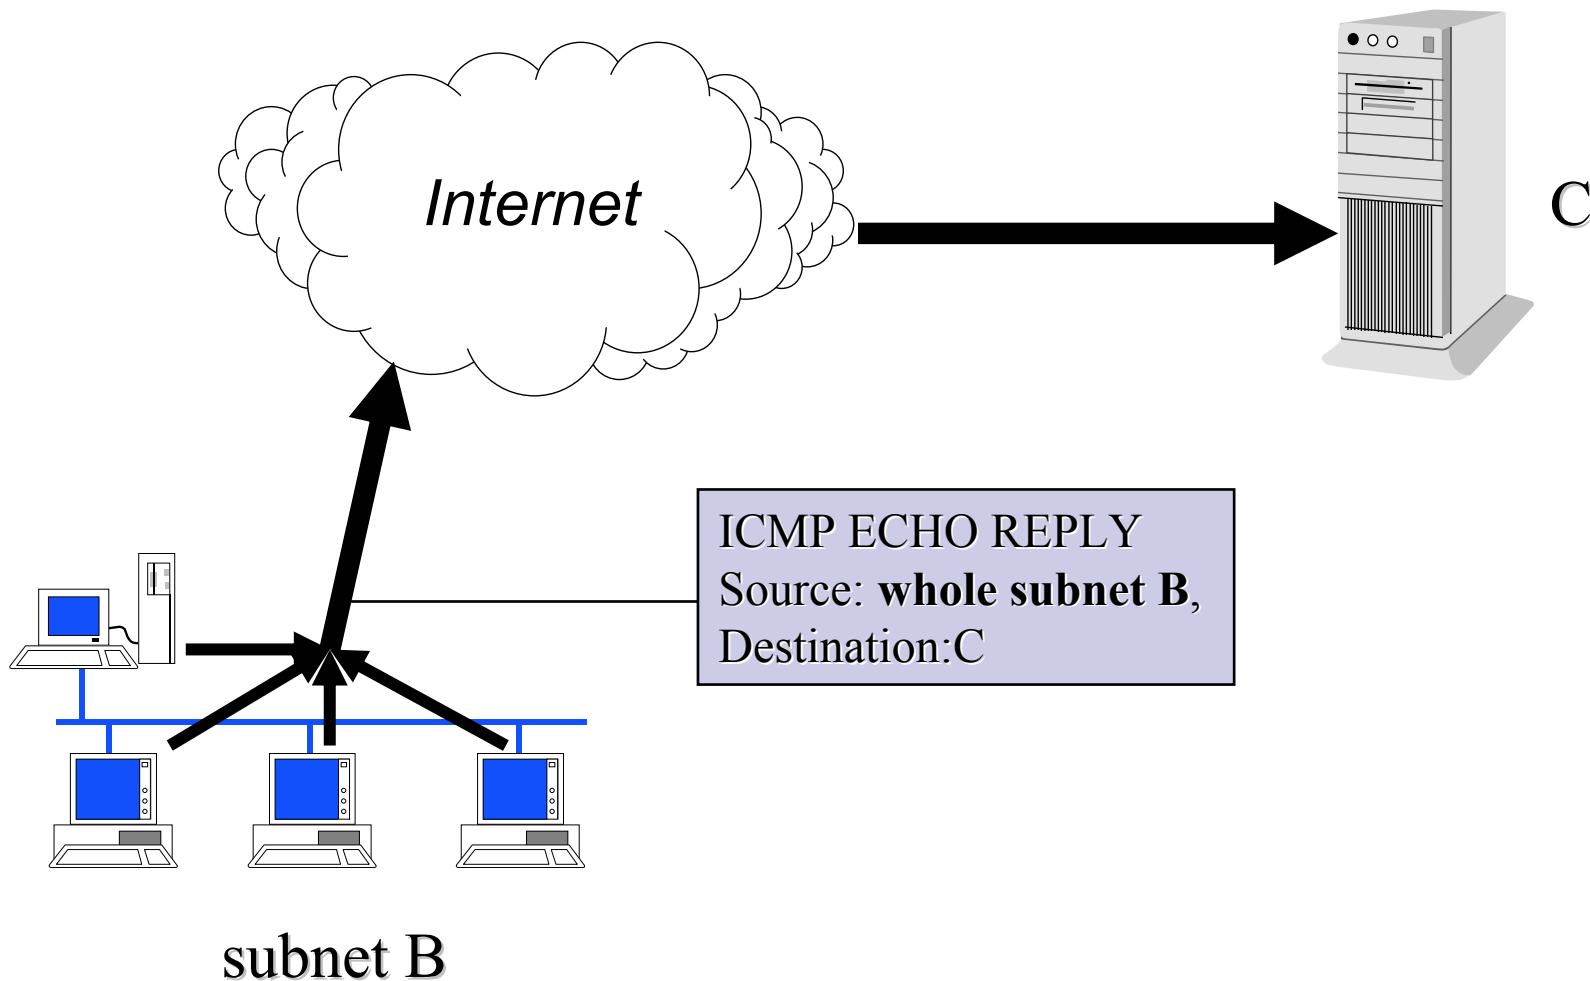 Internet
C
ICMP ECHO REPLY
Source: whole subnet B,
Destination:C
subnet B